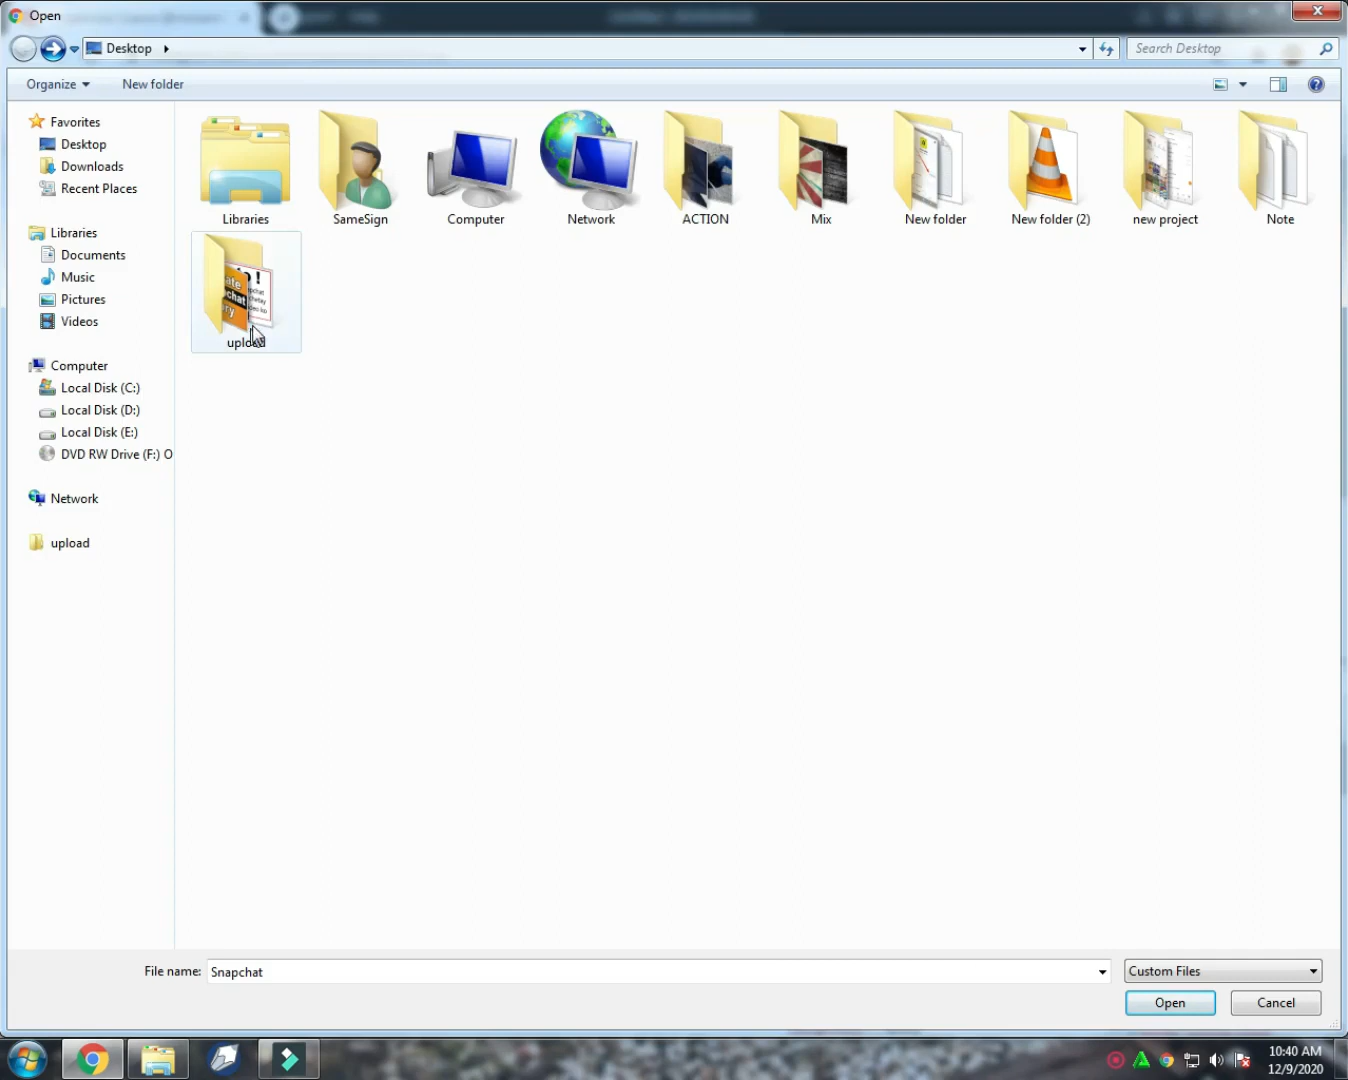 Open
Desktop
Search Desktop
Organize
New folder
Favorites
Desktop
Downloads
Recent Places
Libraries
Documents
Music
Pictures
Videos
Computer
Local Disk (C:)
Local Disk (D:)
Local Disk (E:)
DVD RW Drive (F:) O
Network
upload
Libraries
SameSign
Computer
Network
ACTION
Mix
New folder
New folder (2)
new project
Note
upload
File name:
Snapchat
Custom Files
Open
Cancel
10:40 AM
12/9/2020